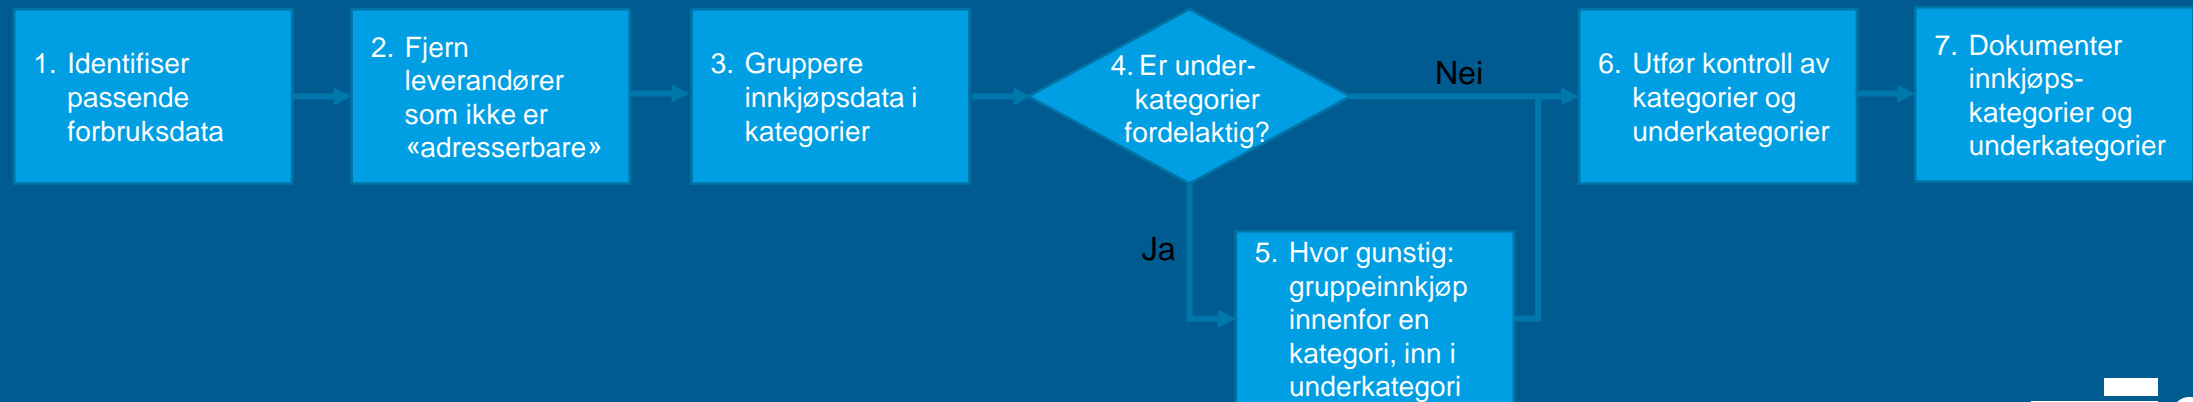 1. Identifiser
passende
forbruksdata
2. Fjern
leverandører
som ikke er
«adresserbare»
3. Gruppere
innkjøpsdata i
kategorier
4. Er under-
kategorier
fordelaktig?
Nei
Ja
5. Hvor gunstig:
gruppeinnkjøp
innenfor en
kategori, inn i
underkategori
6. Utfør kontroll av
kategorier og
underkategorier
7. Dokumenter
innkjøps-
kategorier og
underkategorier